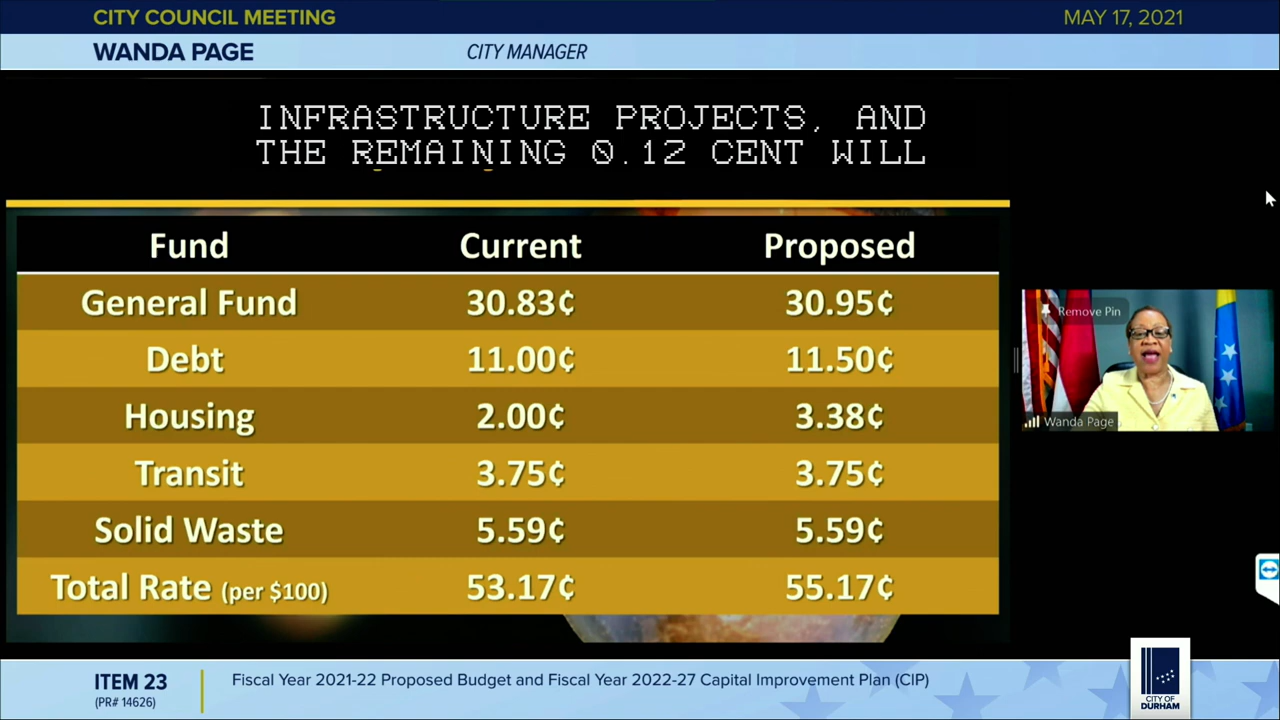 CITY COUNCIL MEETING MAY 17, 2021
WANDA PAGE CITY MANAGER
INFRASTRUCTURE PROJECTS, AND
THE REMAINING 0.12 CENT WILL
Fund Current Proposed
General Fund 30.83¢ 30.95¢
Debt 11.00¢ 11.50¢
Housing 2.00¢ 3.38¢
Transit 3.75¢ 3.75¢
Solid Waste 5.59¢ 5.59¢
Total Rate (per $100) 53.17¢ 55.17¢
Remove Pin
Wanda Page
ITEM 23 Fiscal Year 2021-22 Proposed Budget and Fiscal Year 2022-27 Capital Improvement Plan (CIP)
(PR# 14626)
CITY OF
DURHAM